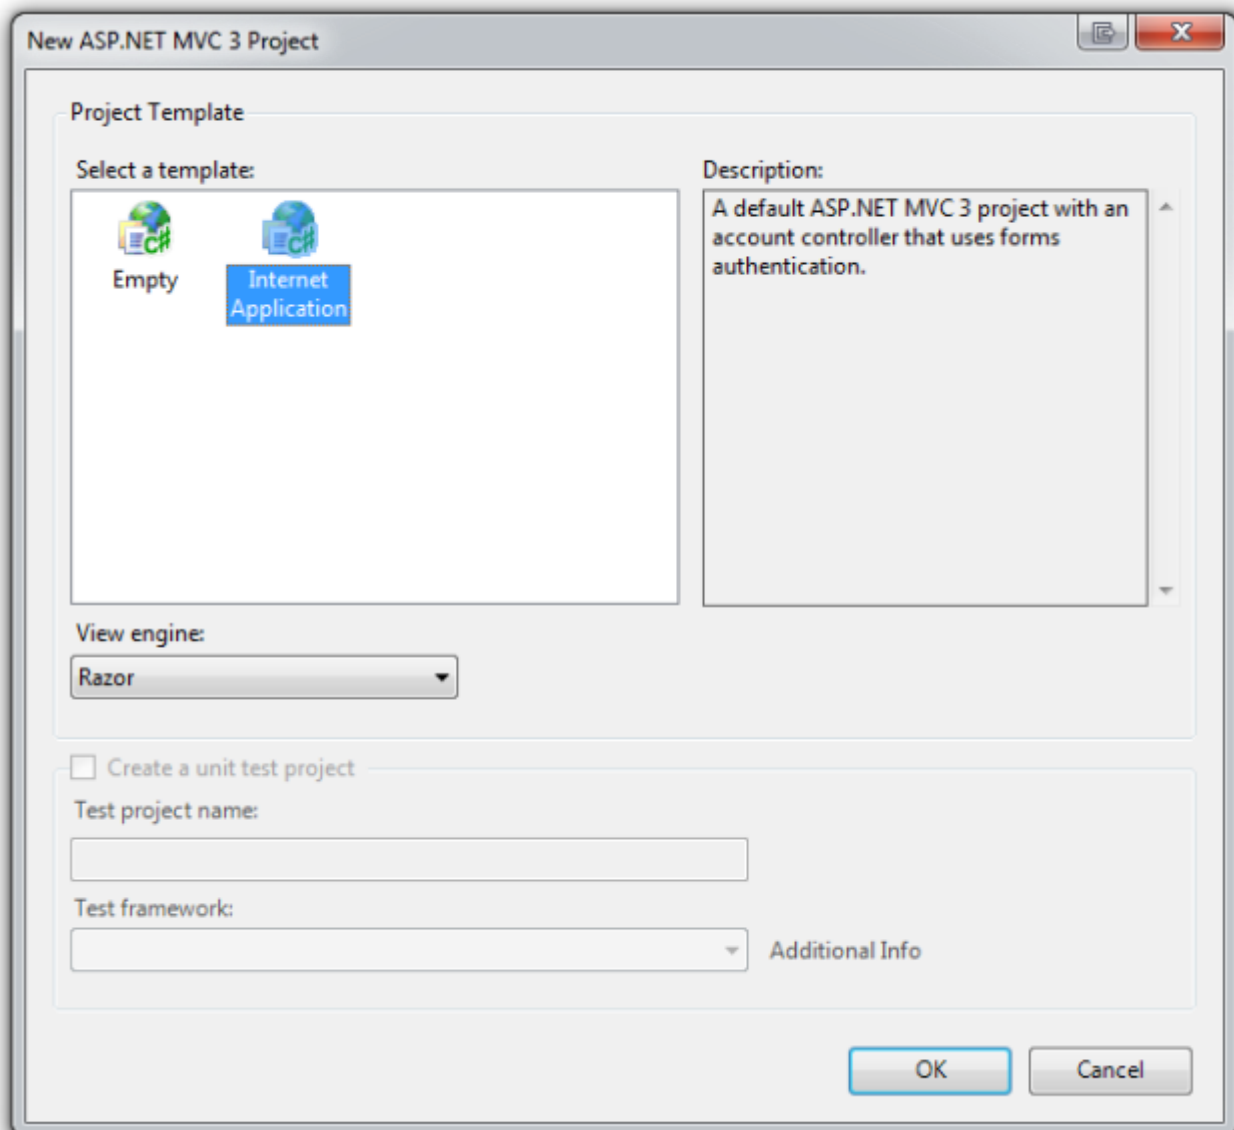 New ASP.NET MVC 3 Project
Project Template
Select a template:
Empty
Internet
Application
Description:
A default ASP.NET MVC 3 project with an
account controller that uses forms
authentication.
View engine:
Razor
Create a unit test project
Test project name:
Test framework:
Additional Info
OK
Cancel